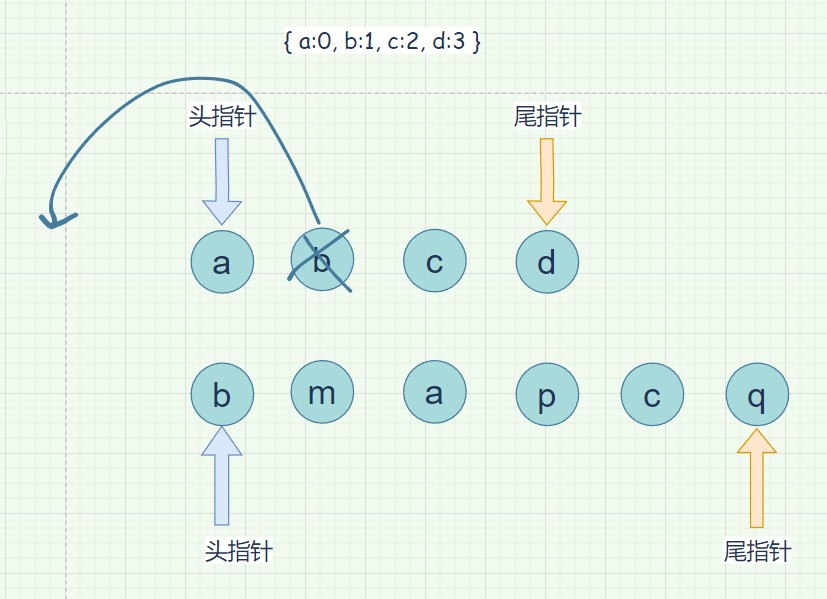 { a:0, b:1, c:2, d:3 }
头指针 尾指针
a b c d
b m a p c q
头指针 尾指针